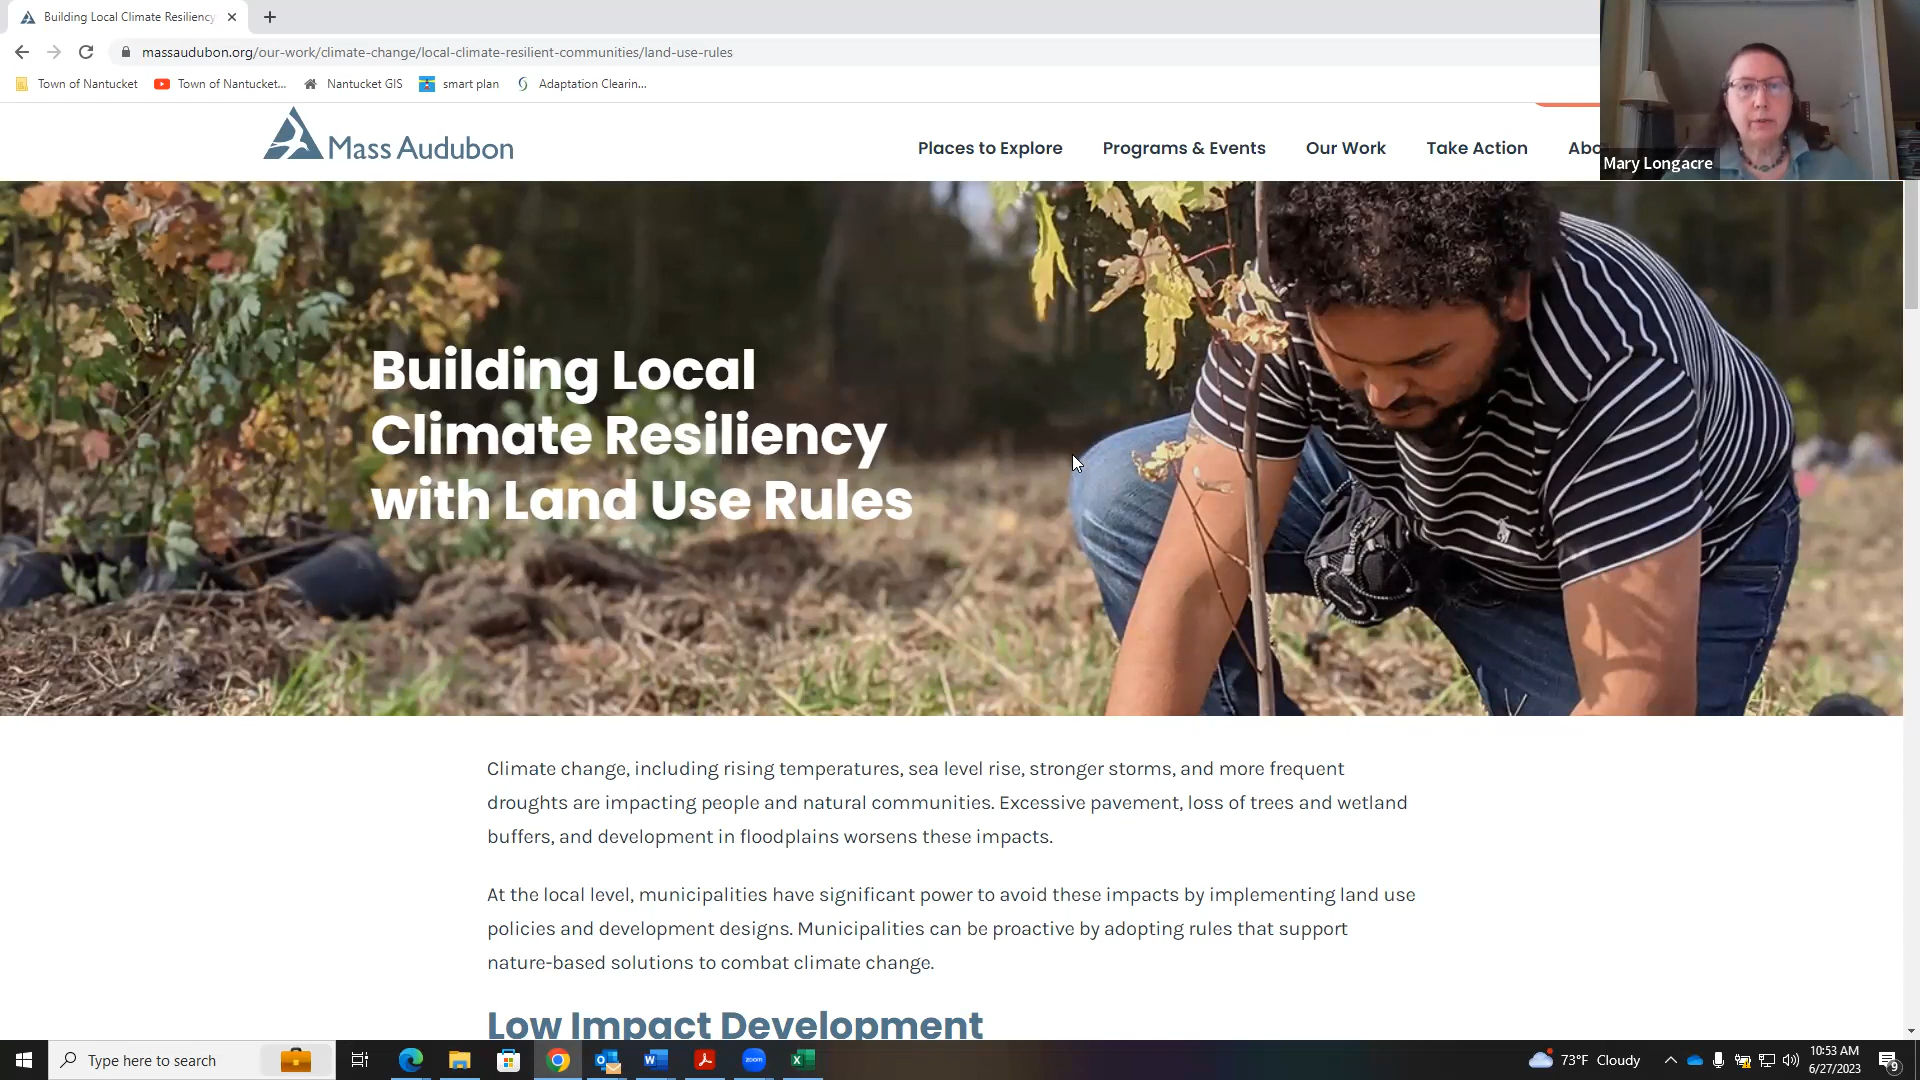 Building Local Climate Resiliency
massaudubon.org/our-work/climate-change/local-climate-resilient-communities/land-use-rules
Town of Nantucket
Town of Nantucket...
Nantucket GIS
smart plan
Adaptation Clearin...
Mass Audubon
Places to Explore
Programs & Events
Our Work
Take Action
Abo
Mary Longacre
Building Local
Climate Resiliency
with Land Use Rules
Climate change, including rising temperatures, sea level rise, stronger storms, and more frequent
droughts are impacting people and natural communities. Excessive pavement, loss of trees and wetland
buffers, and development in floodplains worsens these impacts.
At the local level, municipalities have significant power to avoid these impacts by implementing land use
policies and development designs. Municipalities can be proactive by adopting rules that support
nature-based solutions to combat climate change.
Low Impact Development
Type here to search
zoom
73°F Cloudy
10:53 AM
6/27/2023
9